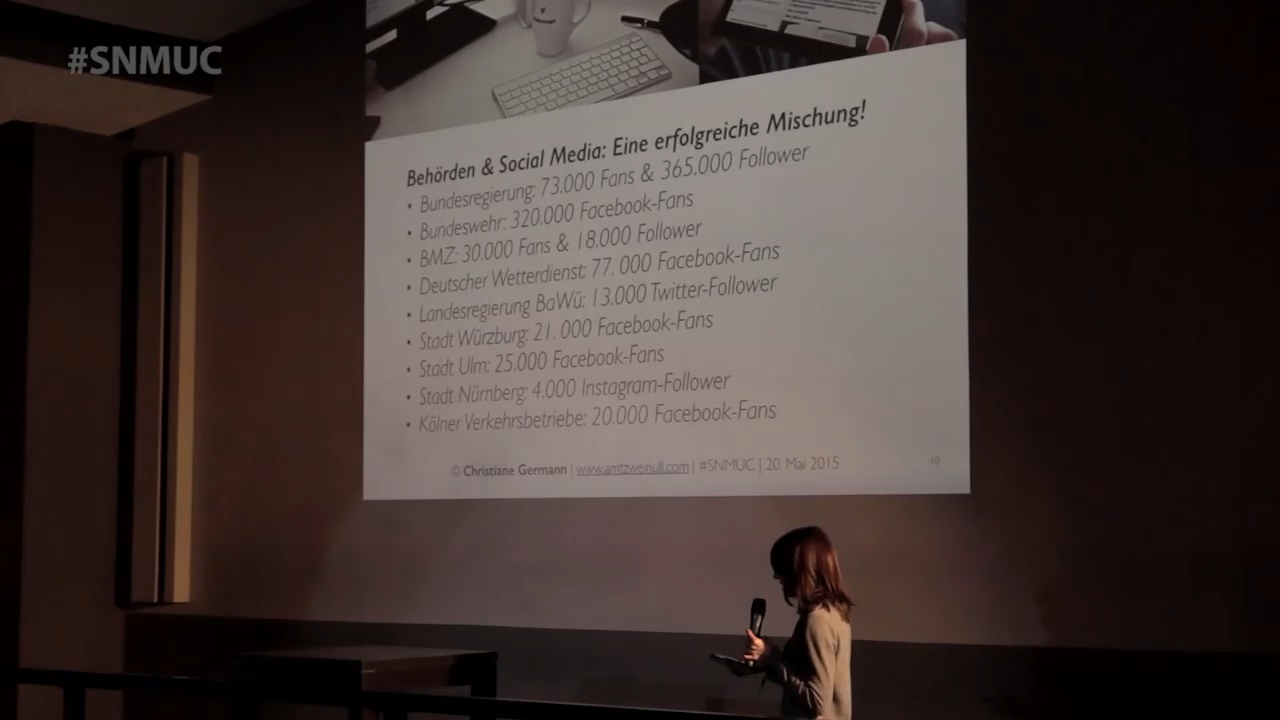 #SNMUC
Behörden & Social Media: Eine erfolgreiche Mischung!
• Bundesregierung: 73.000 Fans & 365.000 Follower
• Bundeswehr: 320.000 Facebook-Fans
• BMZ: 30.000 Fans & 18.000 Follower
• Deutscher Wetterdienst: 77. 000 Facebook-Fans
• Landesregierung BaWü: 13.000 Twitter-Follower
• Stadt Würzburg: 21. 000 Facebook-Fans
• Stadt Ulm: 25.000 Facebook-Fans
• Stadt Nürnberg: 4.000 Instagram-Follower
• Kölner Verkehrsbetriebe: 20.000 Facebook-Fans
© Christiane Germann | www.amtzweinull.com | #SNMUC | 20. Mai 2015
10